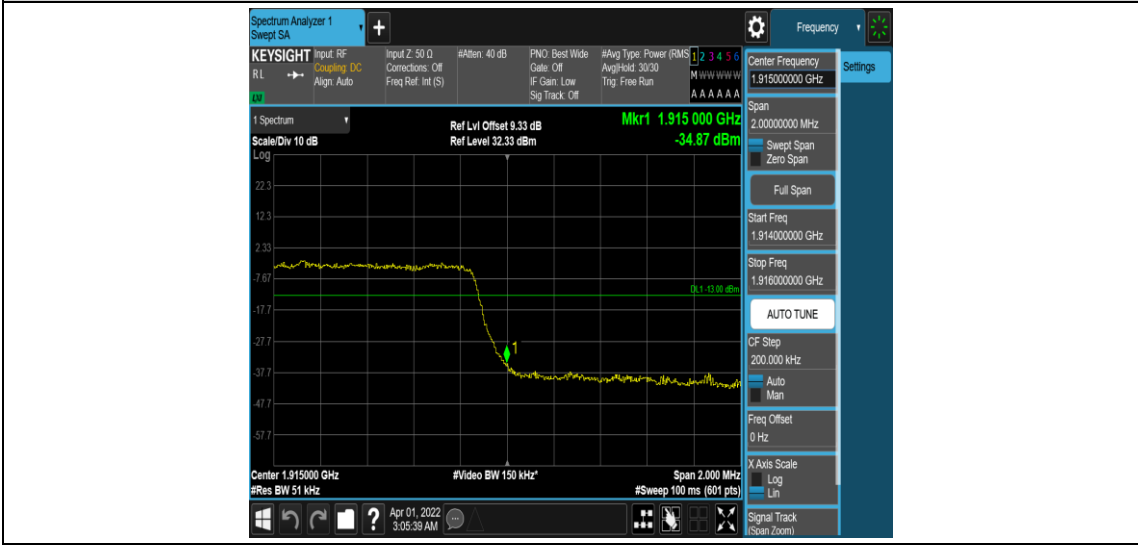 Spectrum Analyzer 1
Swept SA
+
Frequency
KEYSIGHT
RL
LXI
Input: RF
Coupling: DC
Align: Auto
Input Z: 50 Ω
Corrections: Off
Freq Ref: Int (S)
#Atten: 40 dB
PNO: Best Wide
Gate: Off
IF Gain: Low
Sig Track: Off
#Avg Type: Power (RMS
Avg|Hold: 30/30
Trig: Free Run
1 2 3 4 5 6
M W W W W W
A A A A A A
1 Spectrum
Scale/Div 10 dB
Log
Ref Lvl Offset 9.33 dB
Ref Level 32.33 dBm
Mkr1 1.915 000 GHz
-34.87 dBm
22.3
12.3
2.33
-7.67
-17.7
-27.7
-37.7
-47.7
-57.7
DL1 -13.00 dBm
1
Center 1.915000 GHz
#Res BW 51 kHz
#Video BW 150 kHz*
Span 2.000 MHz
#Sweep 100 ms (601 pts)
Center Frequency
1.915000000 GHz
Settings
Span
2.00000000 MHz
Swept Span
Zero Span
Full Span
Start Freq
1.914000000 GHz
Stop Freq
1.916000000 GHz
AUTO TUNE
CF Step
200.000 kHz
Auto
Man
Freq Offset
0 Hz
X Axis Scale
Log
Lin
Signal Track
(Span Zoom)
?
Apr 01, 2022
3:05:39 AM